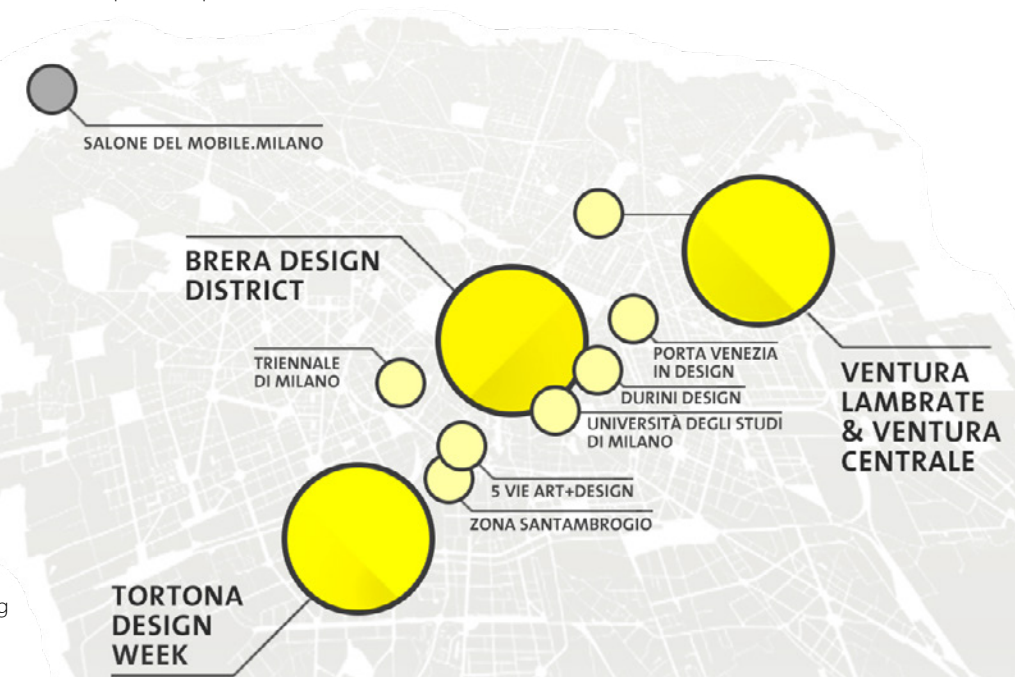 SALONE DEL MOBILE.MILANO
BRERA DESIGN
DISTRICT
TRIENNALE
DI MILANO
PORTA VENEZIA
IN DESIGN
DURINI DESIGN
UNIVERSITÀ DEGLI STUDI
DI MILANO
VENTURA
LAMBRATE
& VENTURA
CENTRALE
5 VIE ART+DESIGN
ZONA SANTAMBROGIO
TORTONA
DESIGN
WEEK
g